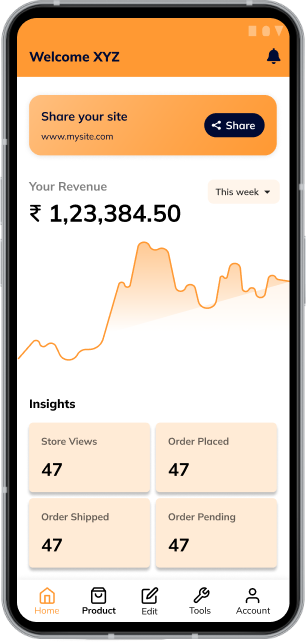 Welcome XYZ
Share your site
www.mysite.com
Share
Your Revenue
This week
₹ 1,23,384.50
Insights
Store Views
Order Placed
47
47
Order Shipped
Order Pending
47
47
Home
Product
Edit
Tools
Account